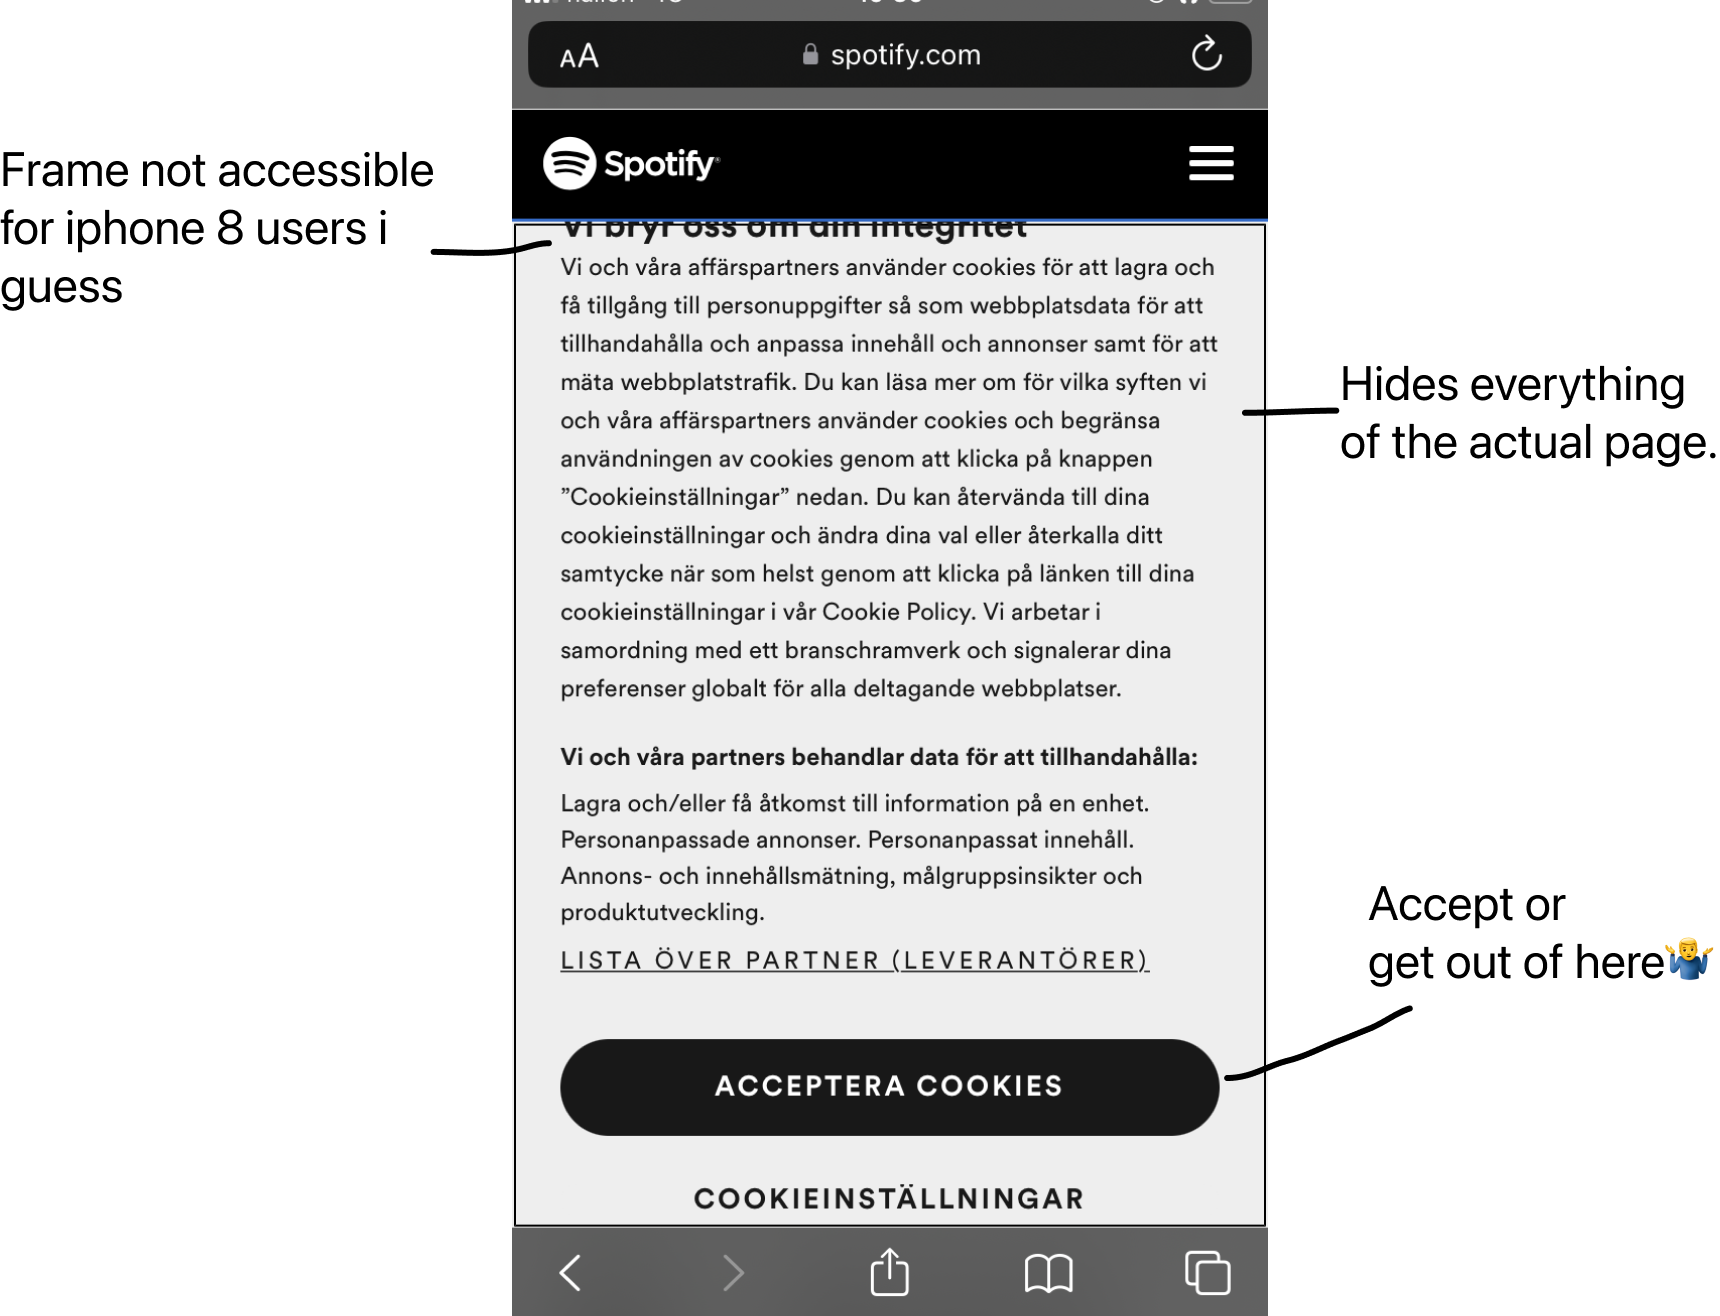 AA spotify.com
Spotify
Frame not accessible
for iphone 8 users i
guess
Vi bryr oss om din integritet
Vi och våra affärspartners använder cookies för att lagra och
få tillgång till personuppgifter så som webbplatsdata för att
tillhandahålla och anpassa innehåll och annonser samt för att
mäta webbplatstrafik. Du kan läsa mer om för vilka syften vi
och våra affärspartners använder cookies och begränsa
användningen av cookies genom att klicka på knappen
”Cookieinställningar” nedan. Du kan återvända till dina
cookieinställningar och ändra dina val eller återkalla ditt
samtycke när som helst genom att klicka på länken till dina
cookieinställningar i vår Cookie Policy. Vi arbetar i
samordning med ett branschramverk och signalerar dina
preferenser globalt för alla deltagande webbplatser.
Hides everything
of the actual page.
Vi och våra partners behandlar data för att tillhandahålla:
Lagra och/eller få åtkomst till information på en enhet.
Personanpassade annonser. Personanpassat innehåll.
Annons- och innehållsmätning, målgruppsinsikter och
produktutveckling.
LISTA ÖVER PARTNER (LEVERANTÖRER)
Accept or
get out of here🤷‍♂️
ACCEPTERA COOKIES
COOKIEINSTÄLLNINGAR